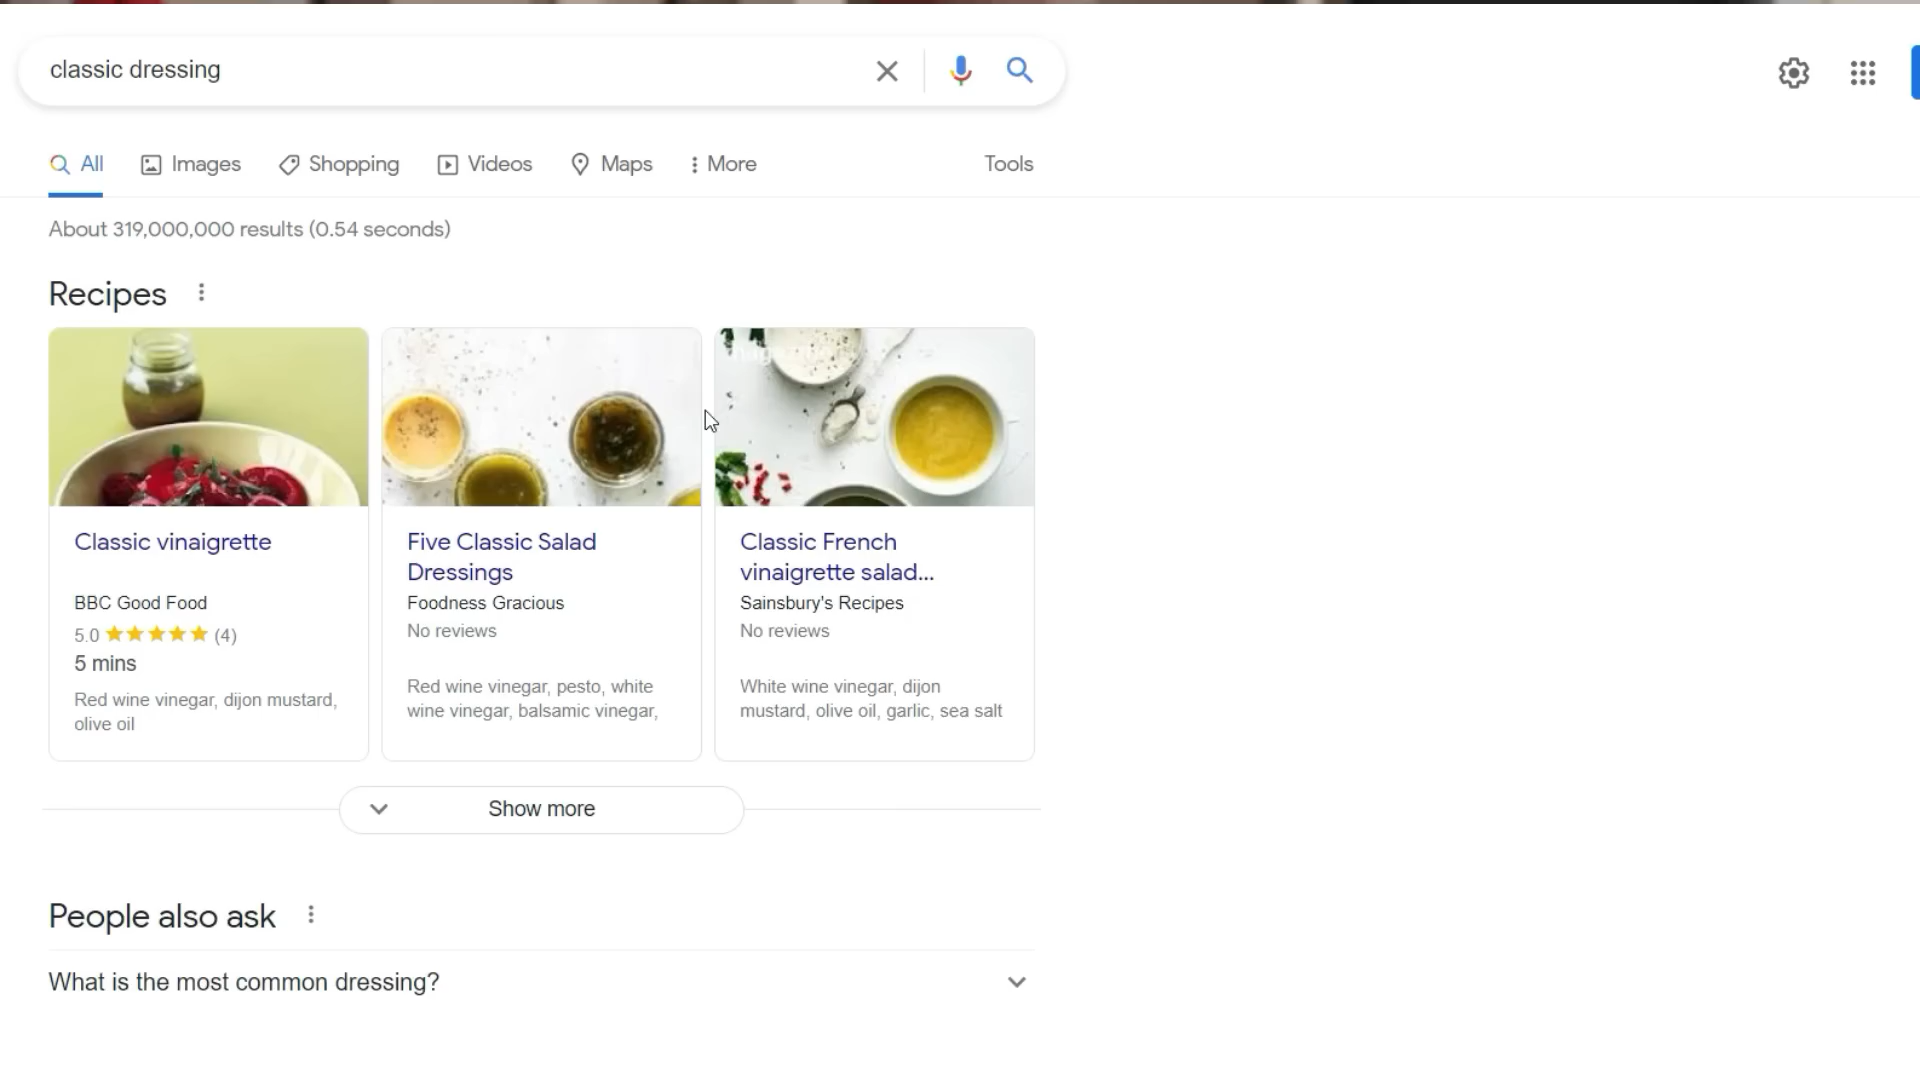 classic dressing
All Images Shopping Videos Maps More Tools
About 319,000,000 results (0.54 seconds)
Recipes
Classic vinaigrette
BBC Good Food
5.0 (4)
5 mins
Red wine vinegar, dijon mustard,
olive oil
Five Classic Salad
Dressings
Foodness Gracious
No reviews
Red wine vinegar, pesto, white
wine vinegar, balsamic vinegar,
Classic French
vinaigrette salad...
Sainsbury's Recipes
No reviews
White wine vinegar, dijon
mustard, olive oil, garlic, sea salt
Show more
People also ask
What is the most common dressing?